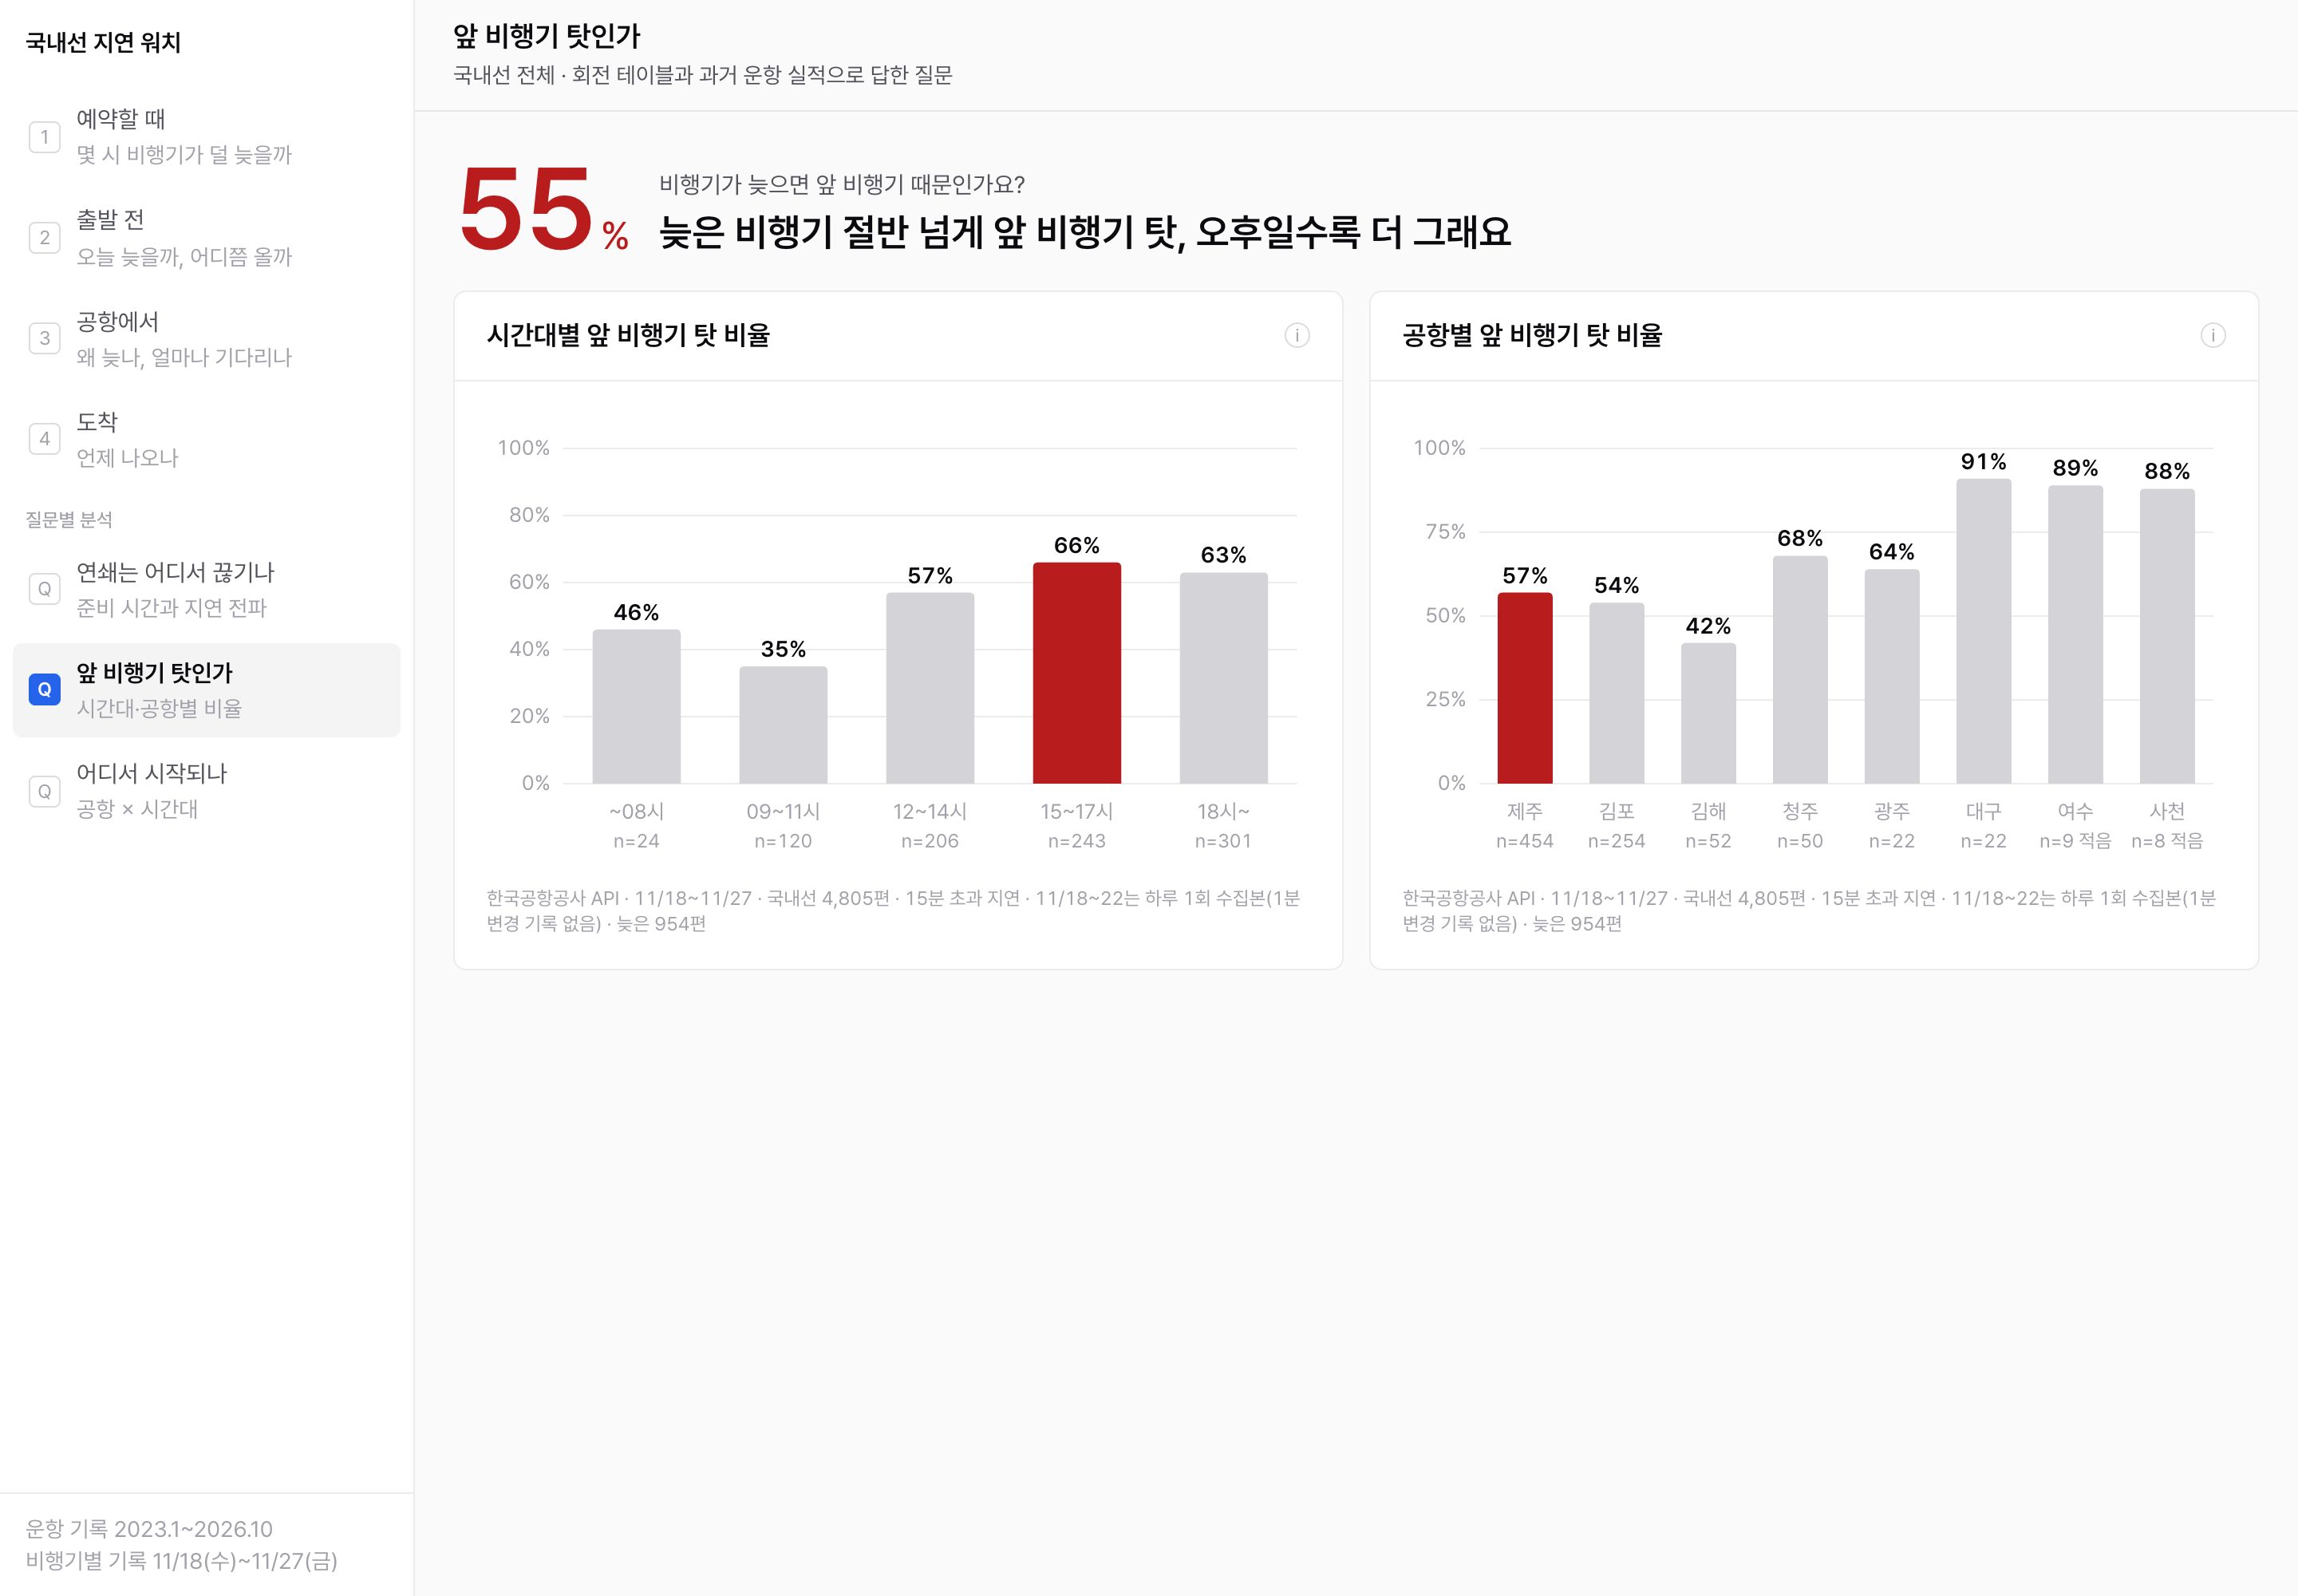 국내선 지연 워치
1
예약할 때
몇 시 비행기가 덜 늦을까
2
출발 전
오늘 늦을까, 어디쯤 올까
3
공항에서
왜 늦나, 얼마나 기다리나
4
도착
언제 나오나
질문별 분석
Q
연쇄는 어디서 끊기나
준비 시간과 지연 전파
Q
앞 비행기 탓인가
시간대·공항별 비율
Q
어디서 시작되나
공항 × 시간대
운항 기록 2023.1~2026.10
비행기별 기록 11/18(수)~11/27(금)
앞 비행기 탓인가
국내선 전체 · 회전 테이블과 과거 운항 실적으로 답한 질문
55%
비행기가 늦으면 앞 비행기 때문인가요?
늦은 비행기 절반 넘게 앞 비행기 탓, 오후일수록 더 그래요
시간대별 앞 비행기 탓 비율
i
100%
80%
60%
40%
20%
0%
46%
35%
57%
66%
63%
~08시
09~11시
12~14시
15~17시
18시~
n=24
n=120
n=206
n=243
n=301
한국공항공사 API · 11/18~11/27 · 국내선 4,805편 · 15분 초과 지연 · 11/18~22는 하루 1회 수집본(1분
변경 기록 없음) · 늦은 954편
공항별 앞 비행기 탓 비율
i
100%
75%
50%
25%
0%
57%
54%
42%
68%
64%
91%
89%
88%
제주
김포
김해
청주
광주
대구
여수
사천
n=454
n=254
n=52
n=50
n=22
n=22
n=9 적음
n=8 적음
한국공항공사 API · 11/18~11/27 · 국내선 4,805편 · 15분 초과 지연 · 11/18~22는 하루 1회 수집본(1분
변경 기록 없음) · 늦은 954편